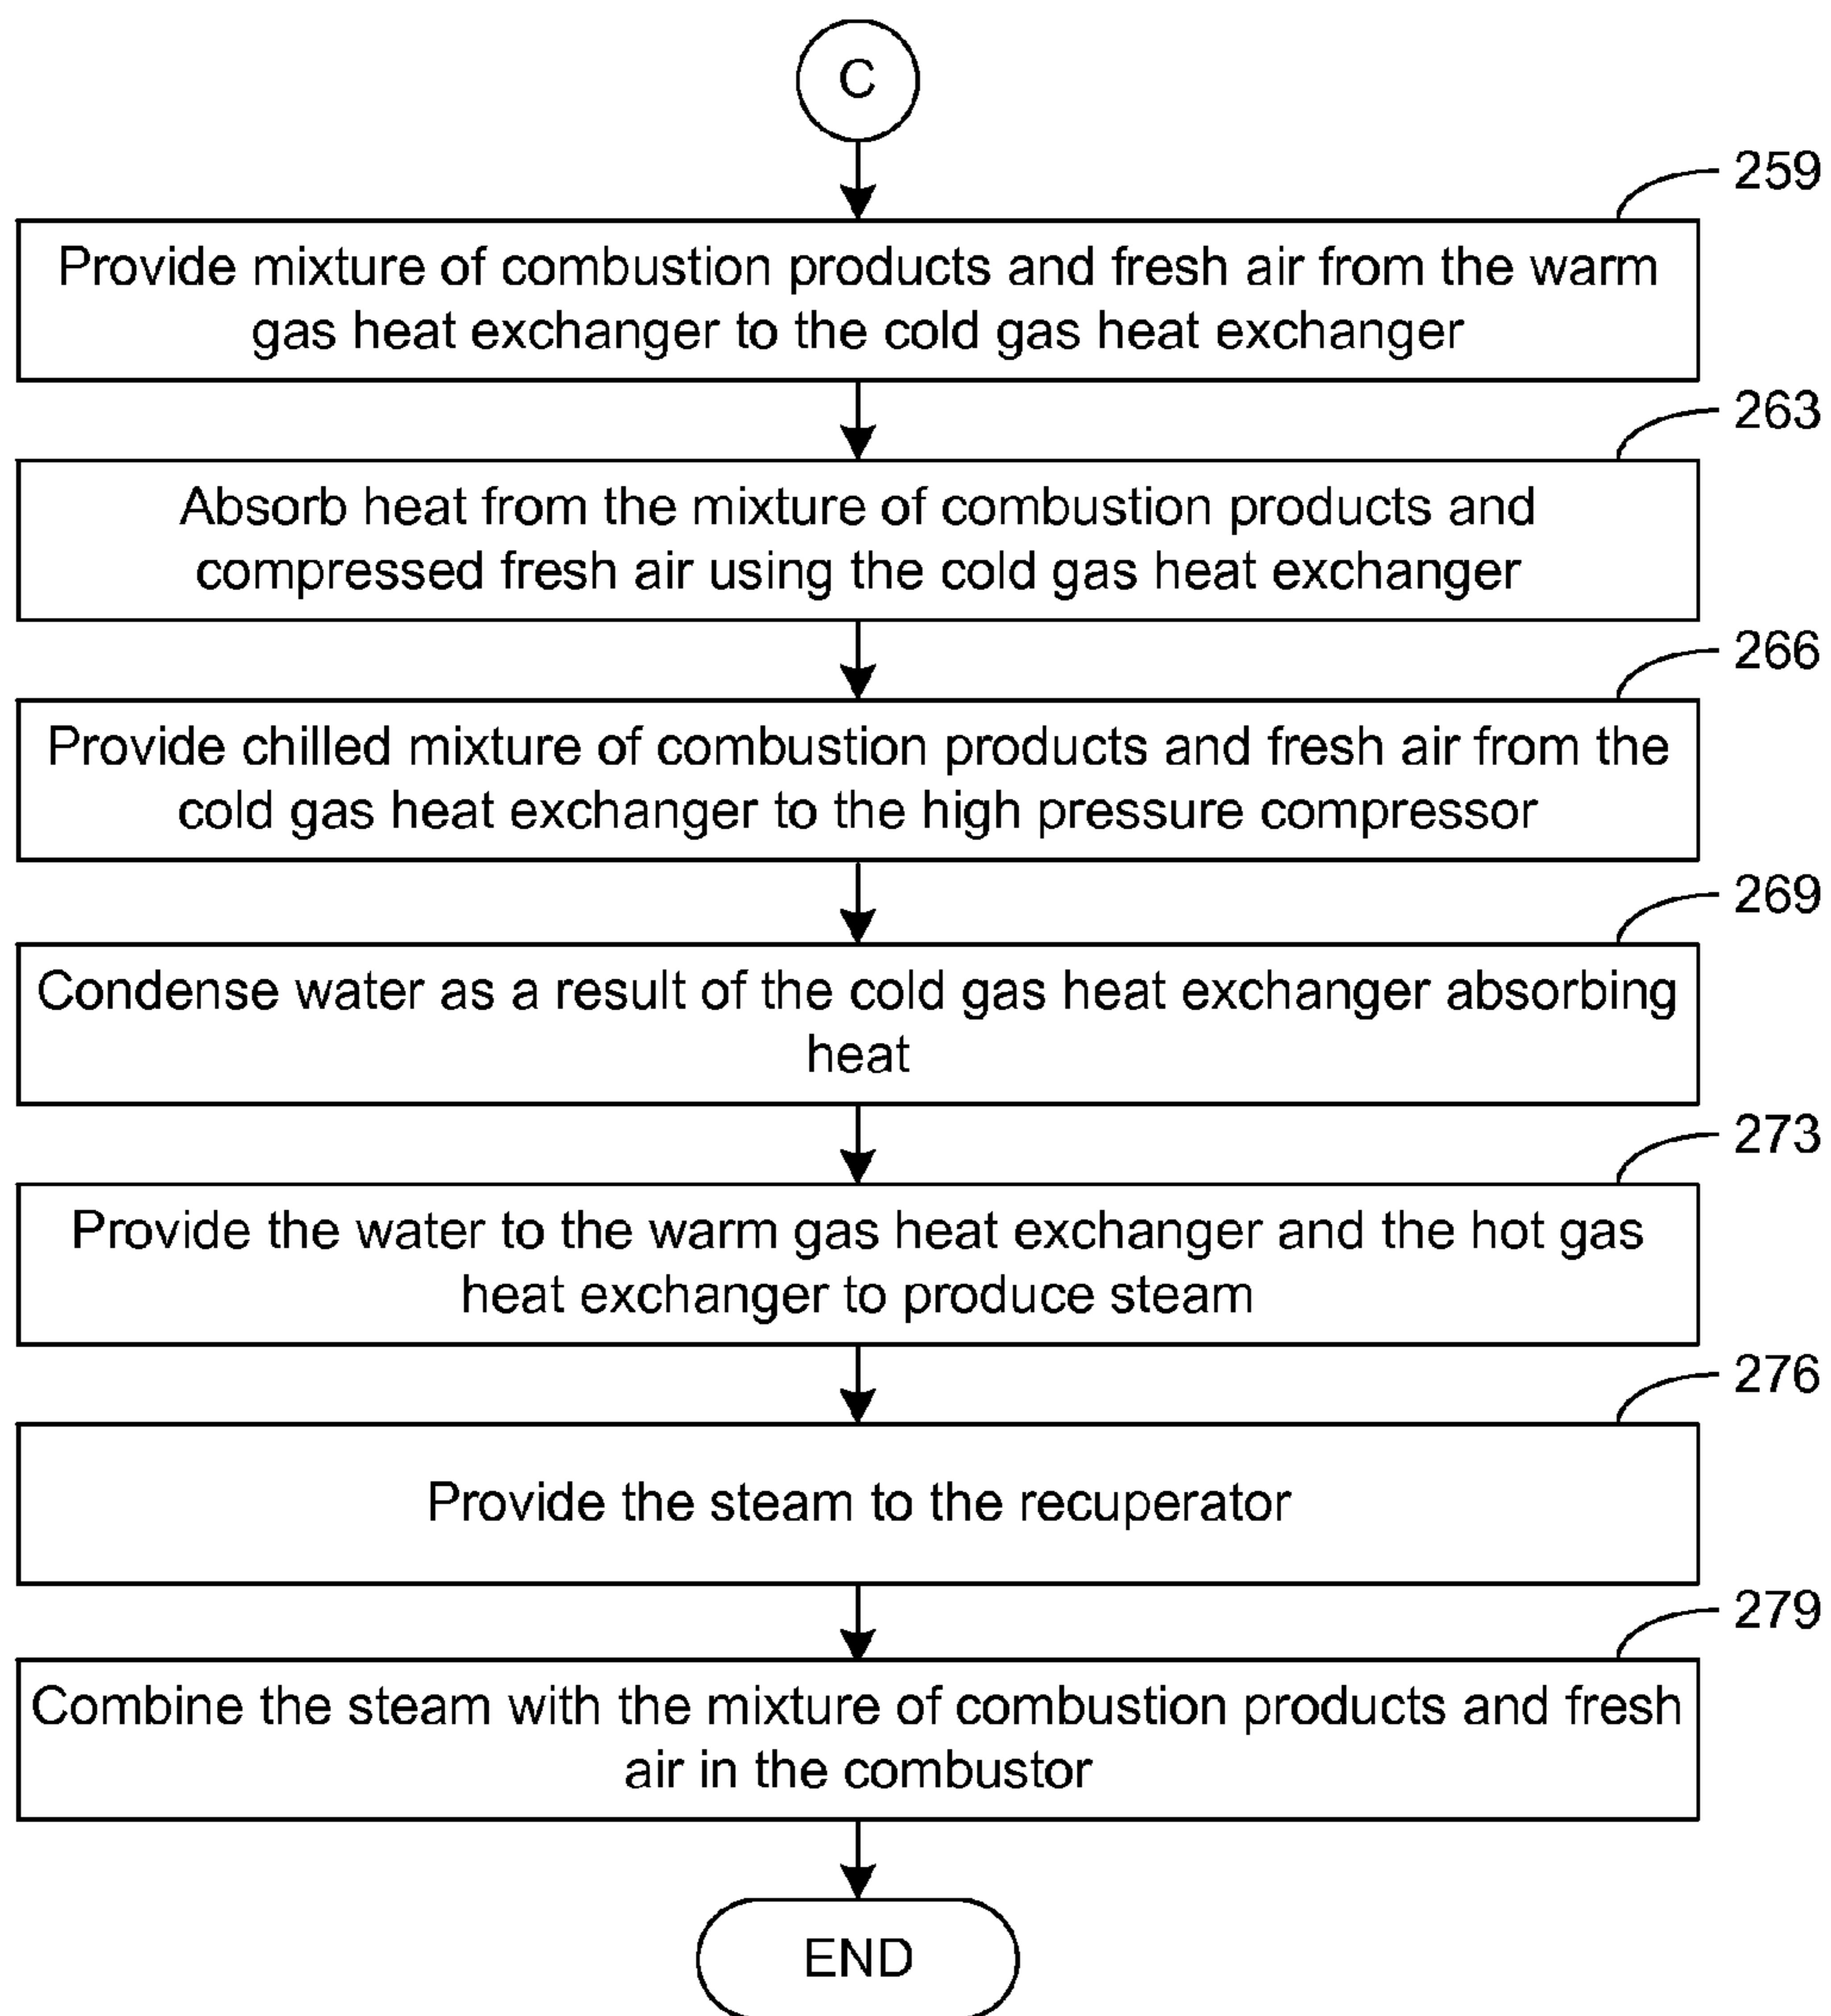 C
259
Provide mixture of combustion products and fresh air from the warm
gas heat exchanger to the cold gas heat exchanger
263
Absorb heat from the mixture of combustion products and
compressed fresh air using the cold gas heat exchanger
266
Provide chilled mixture of combustion products and fresh air from the
cold gas heat exchanger to the high pressure compressor
269
Condense water as a result of the cold gas heat exchanger absorbing
heat
273
Provide the water to the warm gas heat exchanger and the hot gas
heat exchanger to produce steam
276
Provide the steam to the recuperator
279
Combine the steam with the mixture of combustion products and fresh
air in the combustor
END